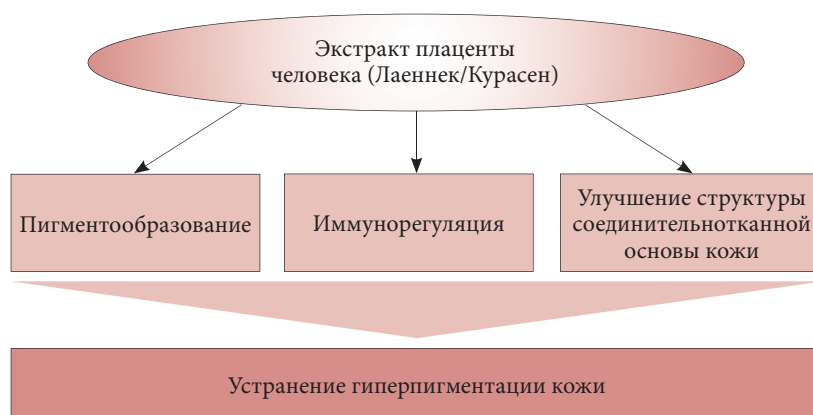 Экстракт плаценты
человека (Лаеннек/Курасен)
Пигментообразование
Иммунорегуляция
Улучшение структуры
соединительнотканной
основы кожи
Устранение гиперпигментации кожи